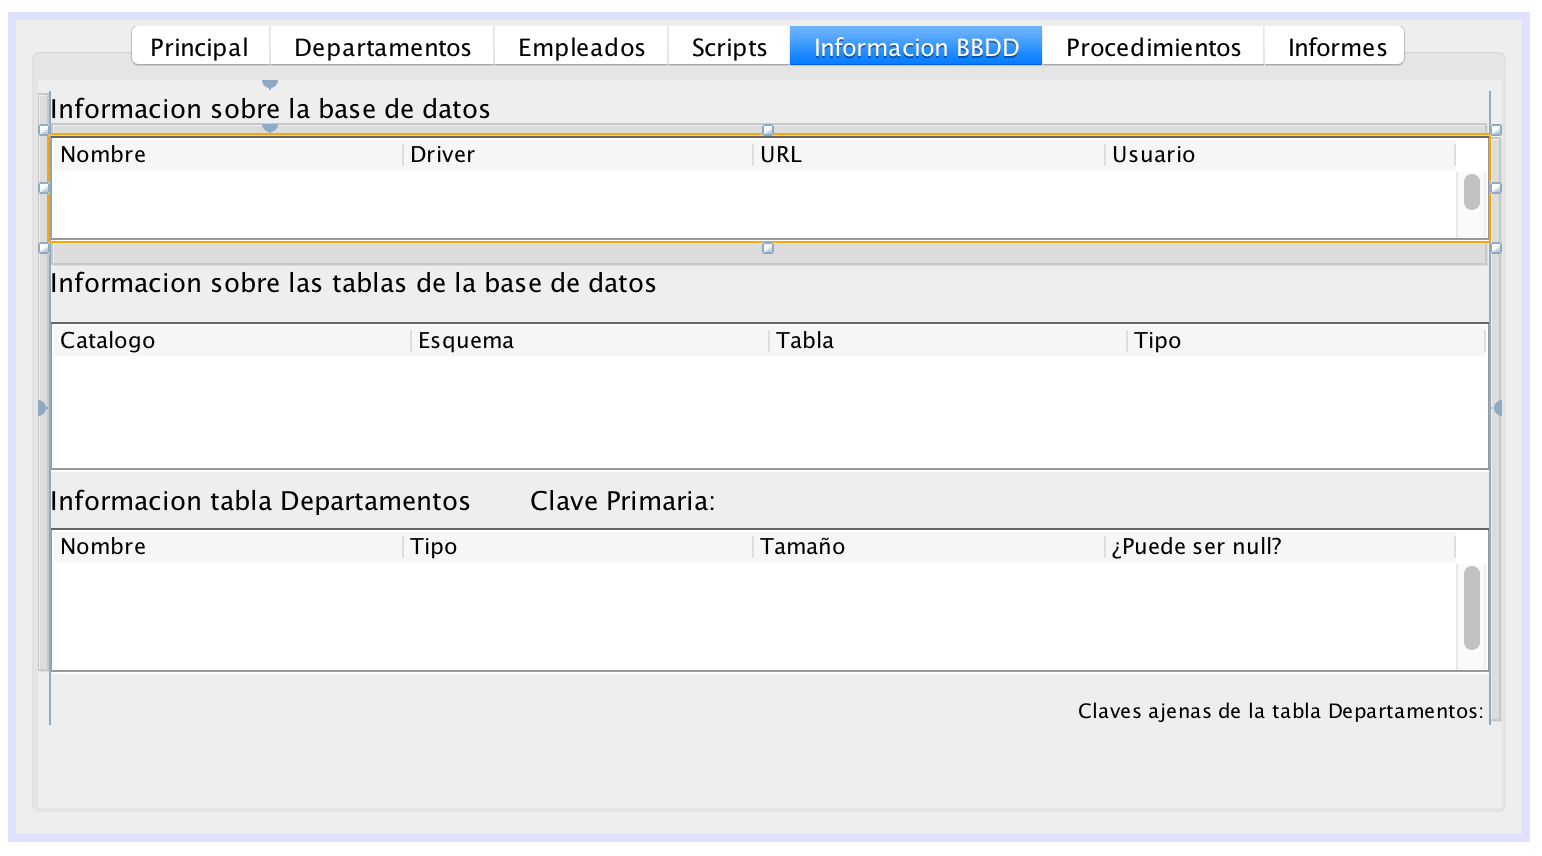 Principal Departamentos Empleados Scripts Informacion BBDD Procedimientos Informes
Informacion sobre la base de datos
Nombre Driver URL Usuario
Informacion sobre las tablas de la base de datos
Catalogo Esquema Tabla Tipo
Informacion tabla Departamentos Clave Primaria:
Nombre Tipo Tamaño ¿Puede ser null?
Claves ajenas de la tabla Departamentos: